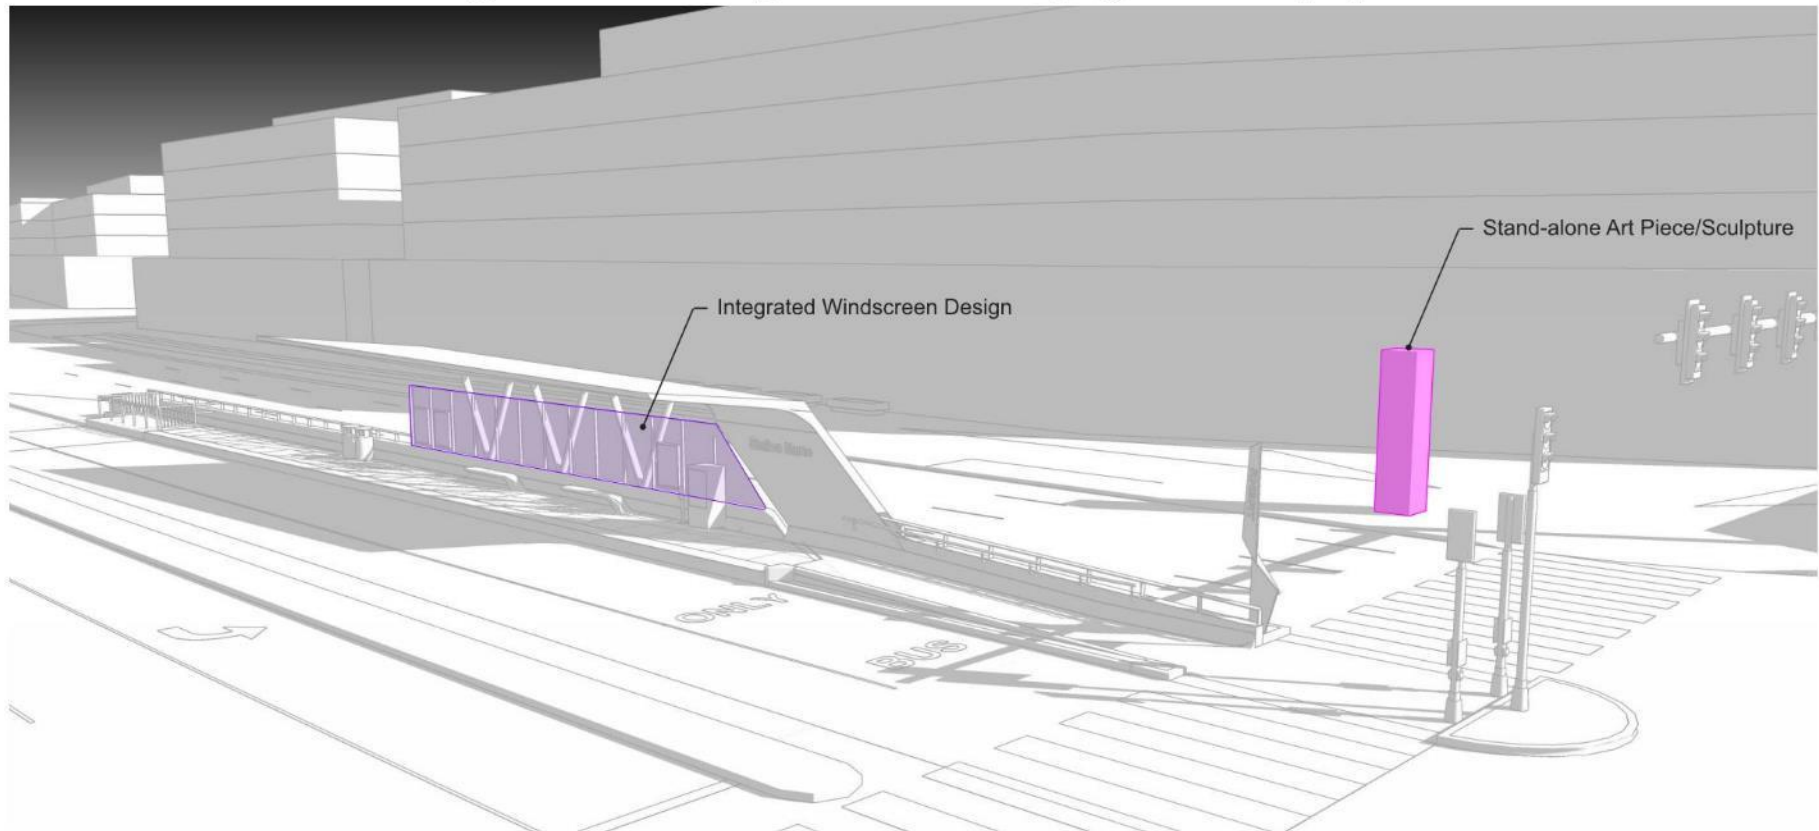 Stand-alone Art Piece/Sculpture
Integrated Windscreen Design
ONLY
BUS